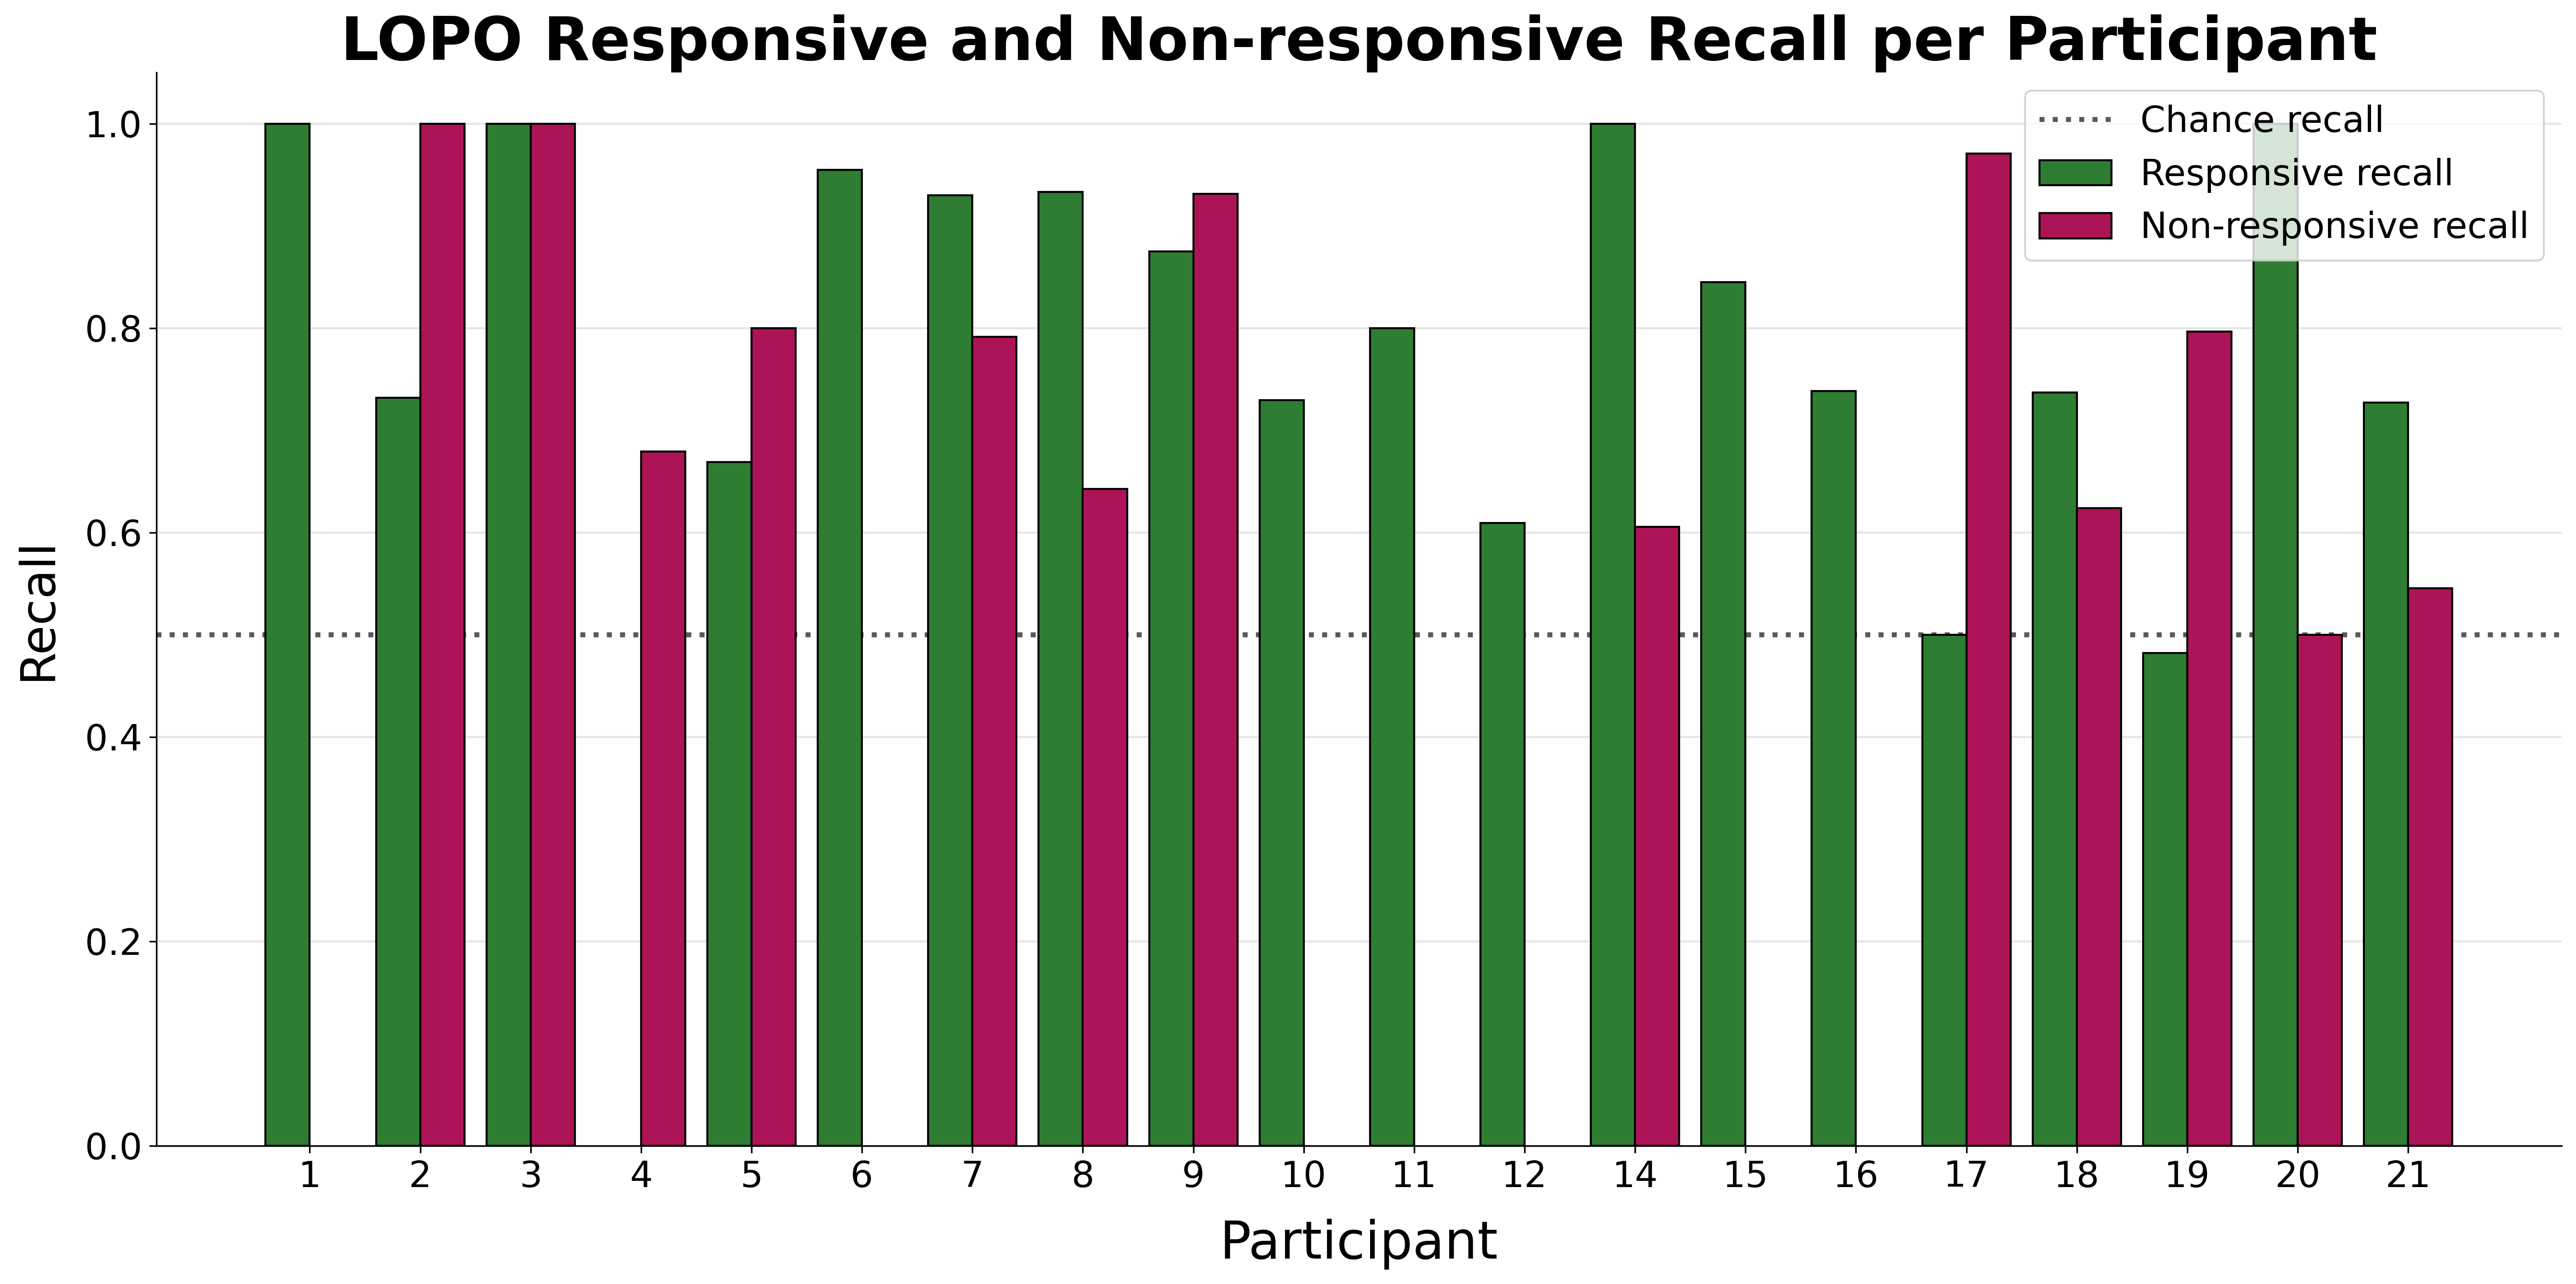 LOPO Responsive and Non-responsive Recall per Participant
Chance recall
Responsive recall
Non-responsive recall
Recall
1.0
0.8
0.6
0.4
0.2
0.0
1 2 3 4 5 6 7 8 9 10 11 12 14 15 16 17 18 19 20 21
Participant